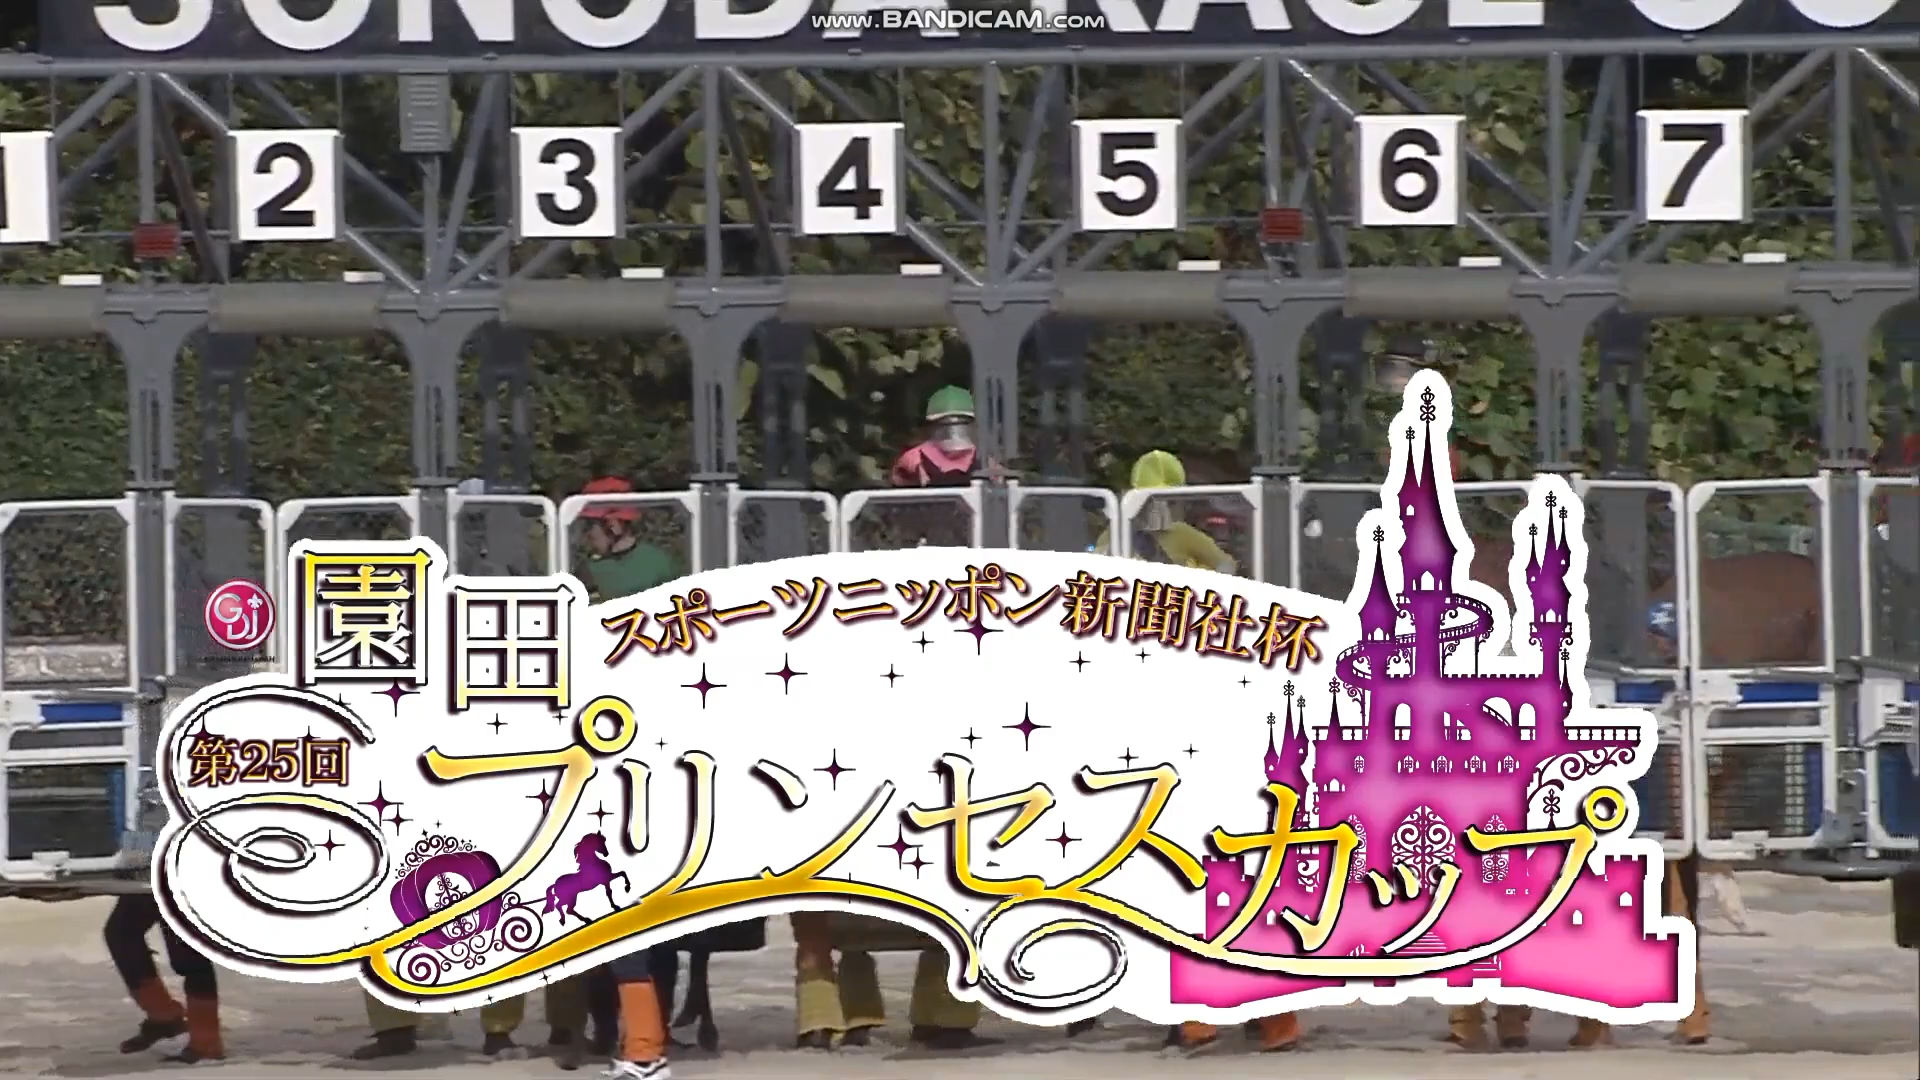 www.BANDICAM.com
SONODA RACE CO
1 2 3 4 5 6 7
園田
スポーツニッポン新聞社杯
GDJ
第25回
プリンセスカップ